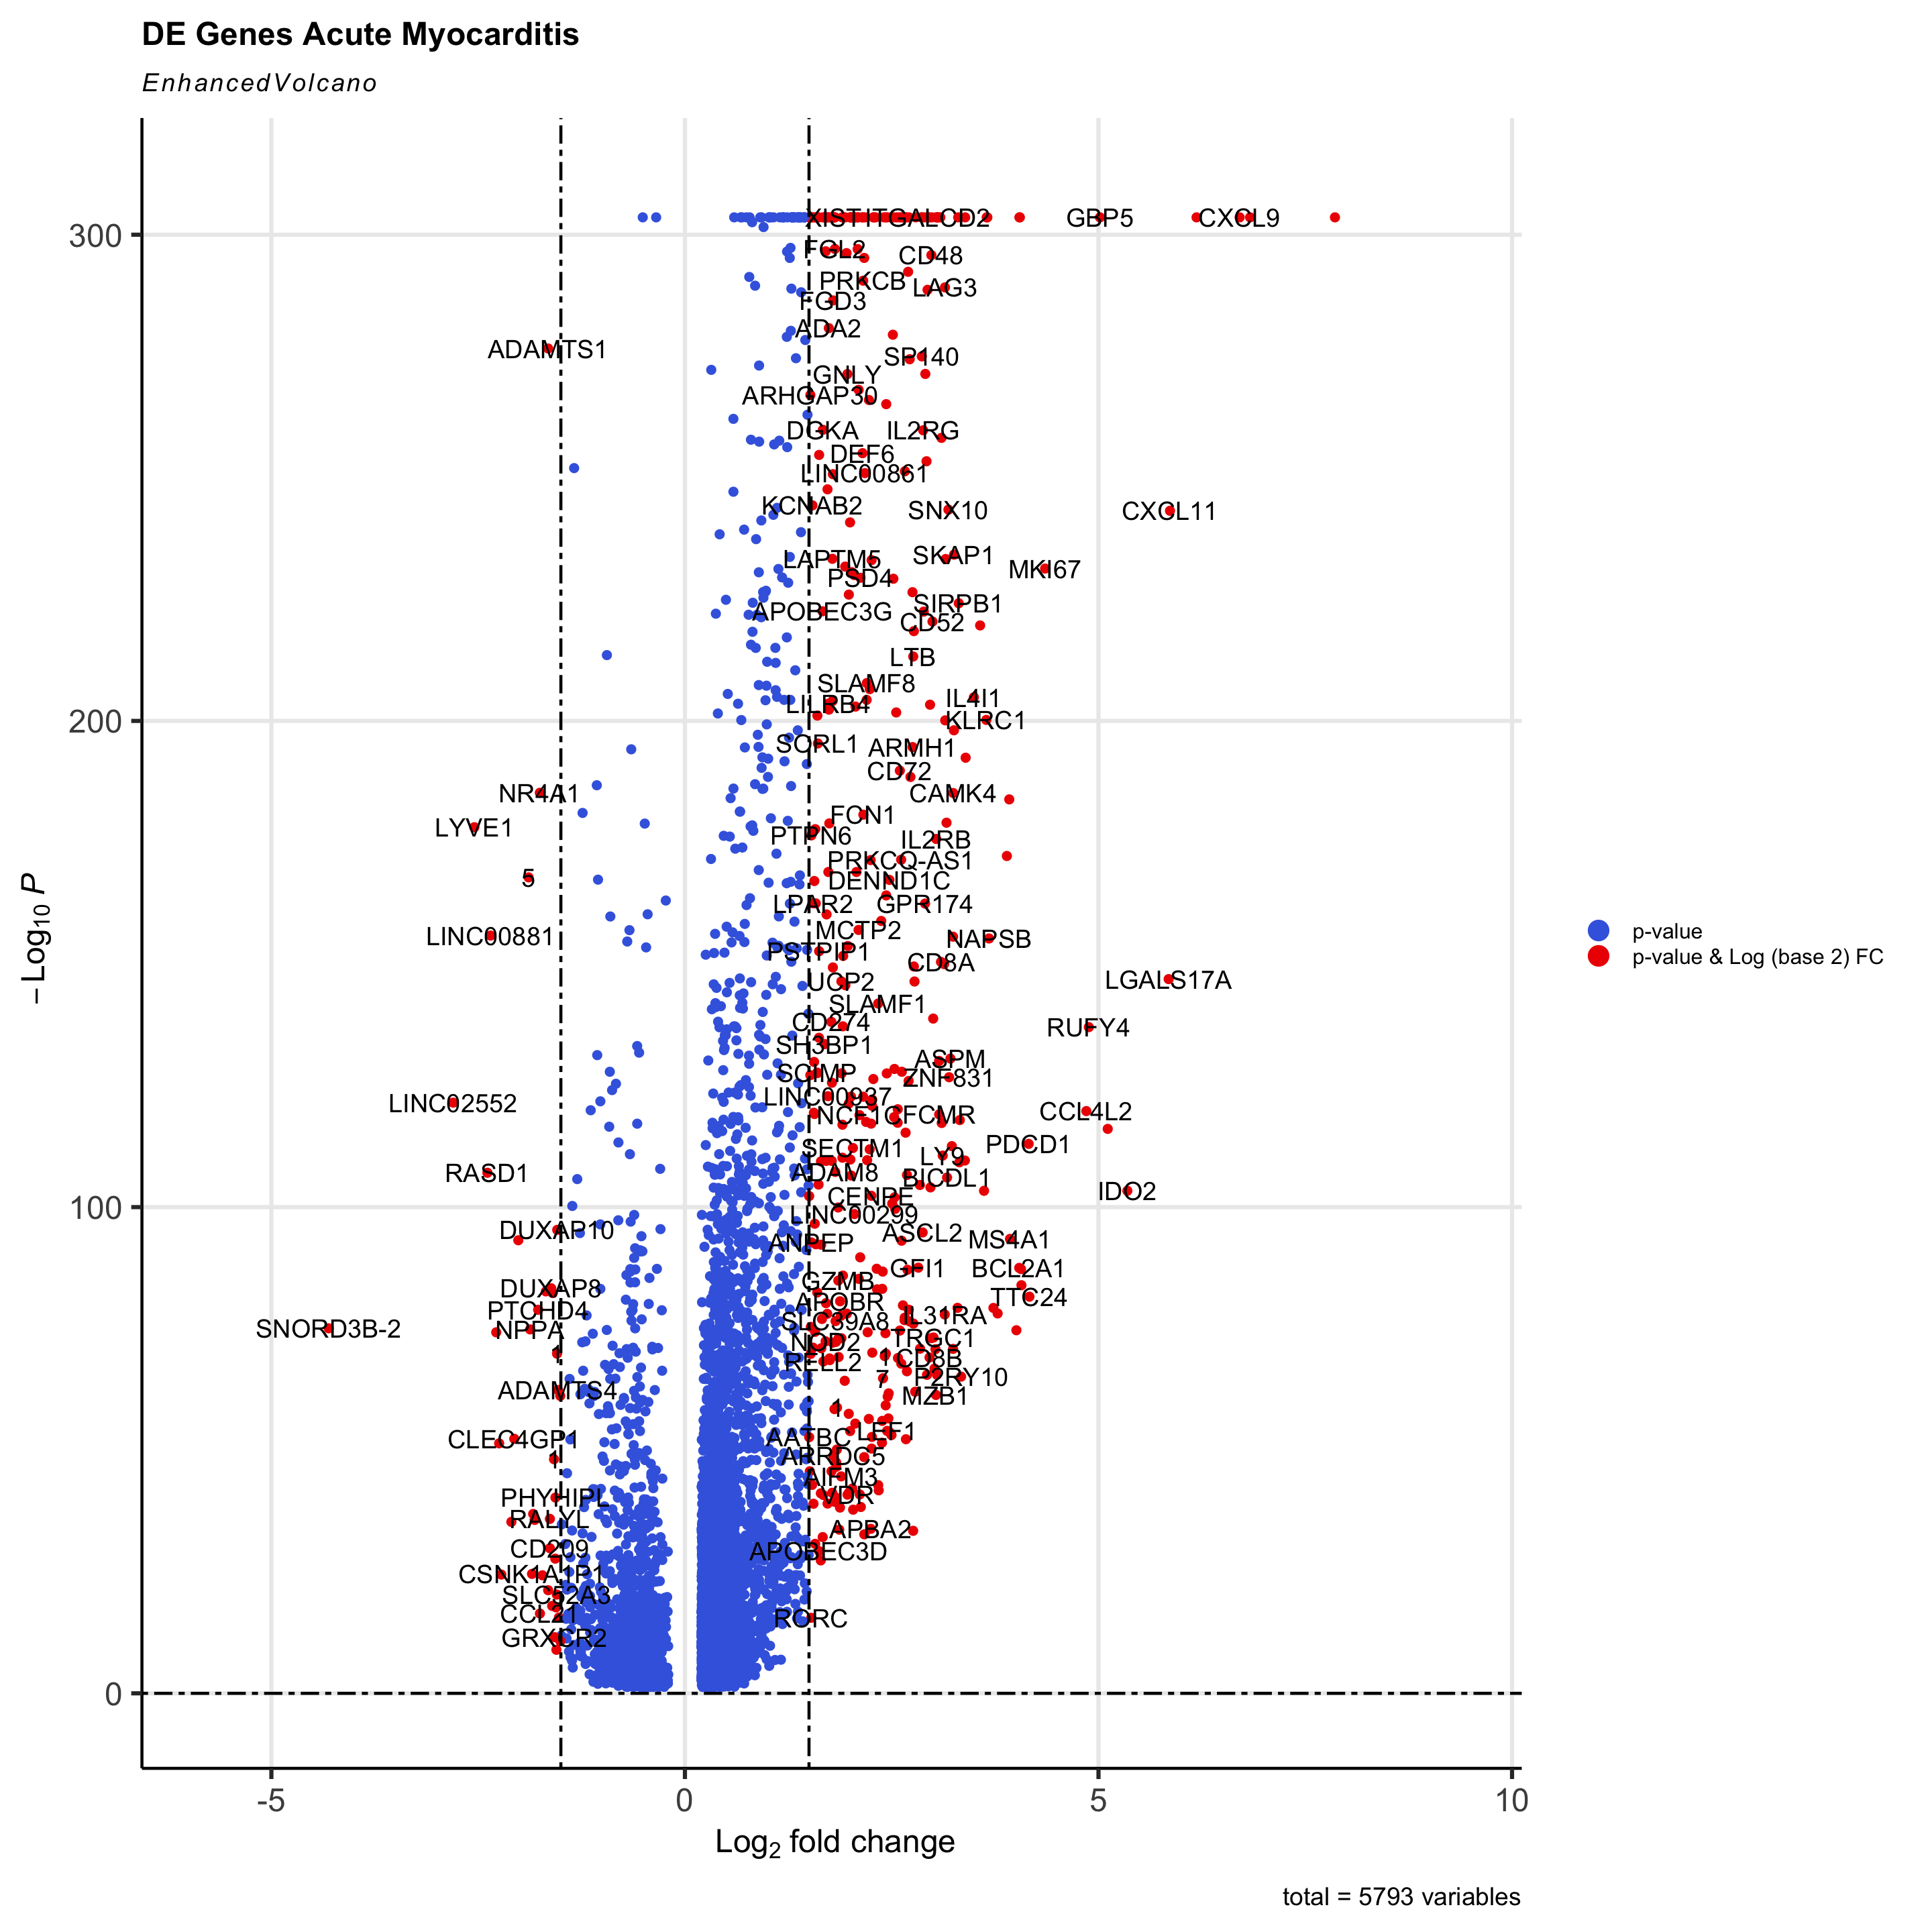 DE Genes Acute Myocarditis
EnhancedVolcano
300
200
100
0
−Log10 P
XIST ITGAL CD2 GBP5 CXCL9
FGL2 CD48
PRKCB LAG3
FGD3
ADA2
ADAMTS1 SP140
GNLY
ARHGAP30
DGKA IL2RG
DEF6
LINC00861
KCNAB2 SNX10 CXCL11
LAPTM5 SKAP1
PSD4 MKI67
APOBEC3G SIRPB1
CD52
LTB
SLAMF8
LILRB4 IL4I1
KLRC1
SORL1 ARMH1
CD72
NR4A1 CAMK4
LYVE1 FCN1
PTPN6 IL2RB
PRKCQ-AS1
5 DENND1C
LPAR2 GPR174
LINC00881 MCTP2 NAPSB
PSTPIP1 CD8A
UCP2 LGALS17A
SLAMF1
CD274 RUFY4
SH3BP1 ASPM
SCIMP ZNF831
LINC02552 LINC00937
NCF1C FCMR CCL4L2
SECTM1 LY9 PDCD1
RASD1 ADAM8 BICDL1
CENPE IDO2
LINC00299
DUXAP10 ANPEP ASCL2 MS4A1
GZMB GFI1 BCL2A1
DUXAP8 APOBR TTC24
PTCHD4 SLC39A8 IL31RA
SNORD3B-2 NPPA NOD2 TRGC1
1 RELL2 1 CD8B
7 P2RY10
ADAMTS4 MZB1
1
CLEC4GP1 AATBC LEF1
1 ARRDC5
AIFM3
PHYHIPL VDR
RALYL APBA2
CD209 APOBEC3D
CSNK1A1P1
SLC52A3
CCL21 RORC
GRXCR2
-5 0 5 10
Log2 fold change
p-value
p-value & Log (base 2) FC
total = 5793 variables